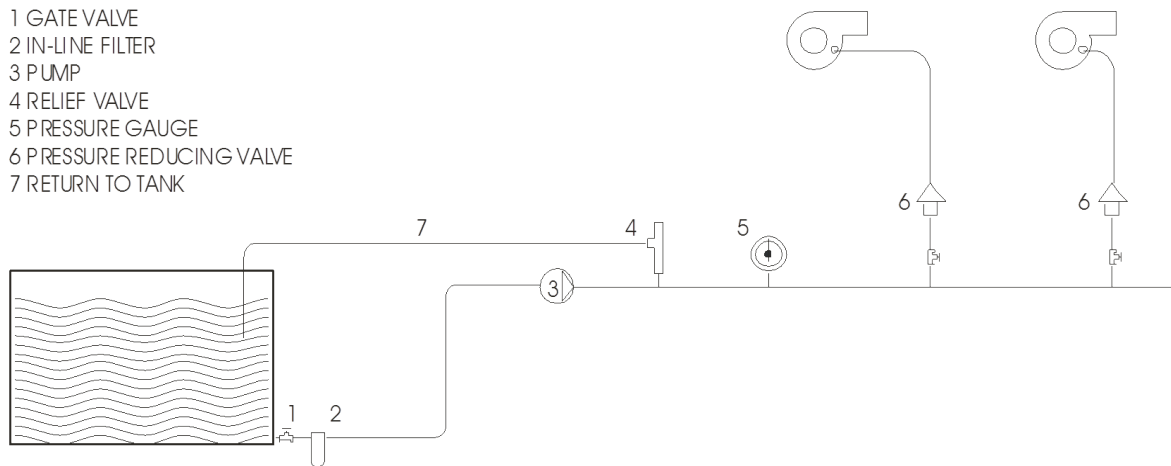 1 GATE VALVE
2 IN-LINE FILTER
3 PUMP
4 RELIEF VALVE
5 PRESSURE GAUGE
6 PRESSURE REDUCING VALVE
7 RETURN TO TANK
6
6
7
4
5
3
1
2